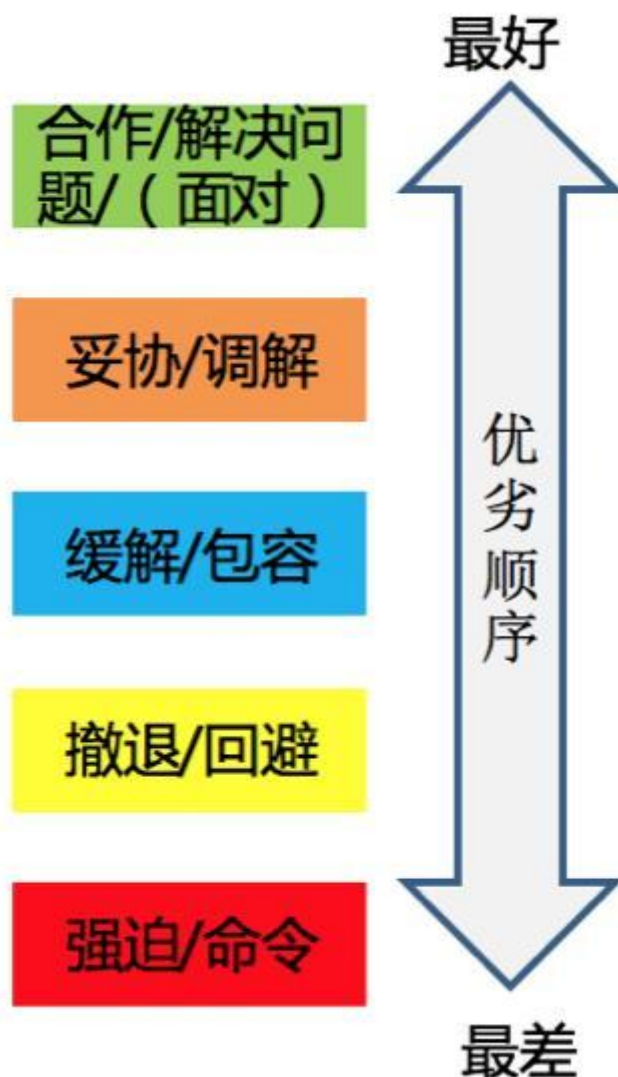 最好
合作/解决问
题/（面对）
妥协/调解
缓解/包容
撤退/回避
强迫/命令
优劣顺序
最差